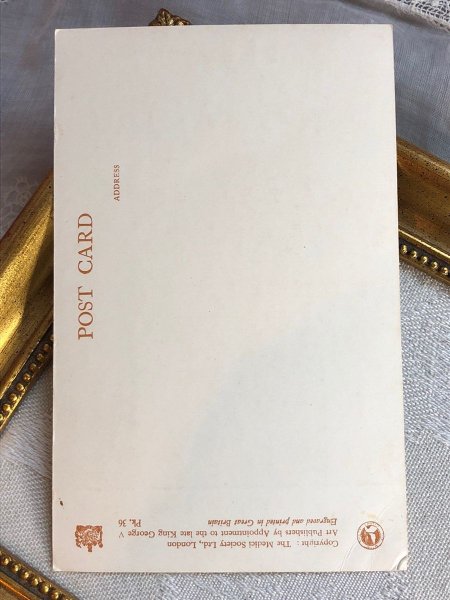 POST CARD
ADDRESS
Copyright : The Medici Society Ltd., London
Art Publishers by Appointment to the late King George V
Engraved and printed in Great Britain
Pk. 36